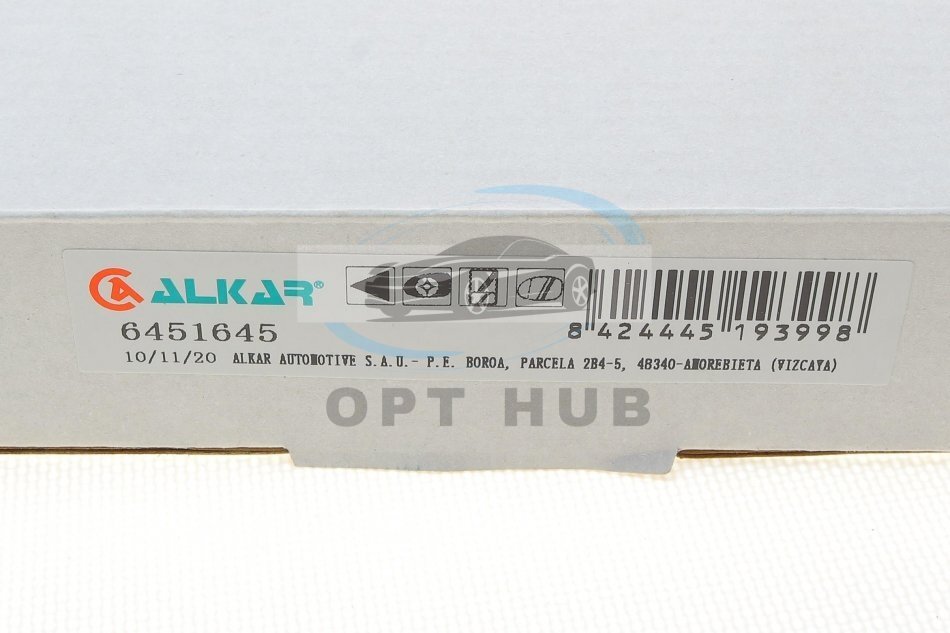 ALKAR®
6451645
8 424445 193998
10/11/20 ALKAR AUTOMOTIVE S.A.U.- P.E. BOROA, PARCELA 2B4-5, 48340-AMOREBIETA (VIZCAYA)
OPT HUB